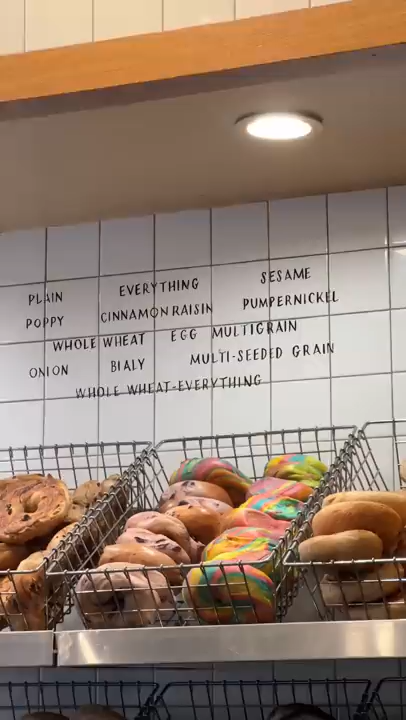 PLAIN EVERYTHING SESAME
POPPY CINNAMON RAISIN PUMPERNICKEL
WHOLE WHEAT EGG MULTIGRAIN
ONION BIALY MULTI-SEEDED GRAIN
WHOLE WHEAT-EVERYTHING